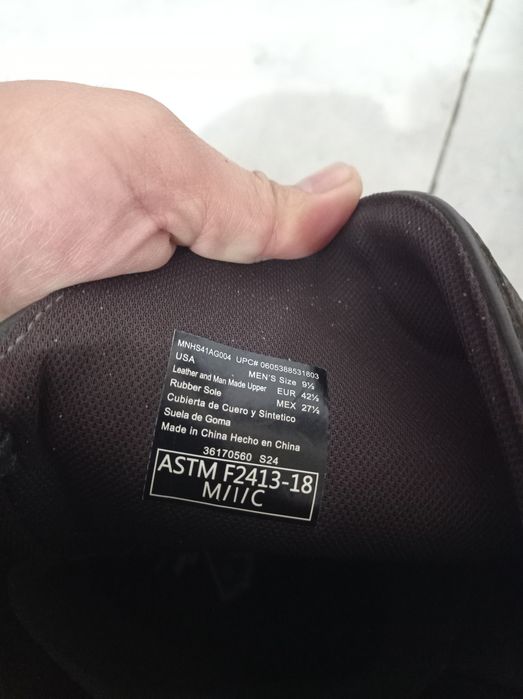 MNHS41AG004 UPC# 0605388531803
USA MEN'S Size 9½
Leather and Man Made Upper EUR 42½
Rubber Sole MEX 27½
Cubierta de Cuero y Sintetico
Suela de Goma
Made in China Hecho en China
36170560 S24
ASTM F2413-18
M/I/C